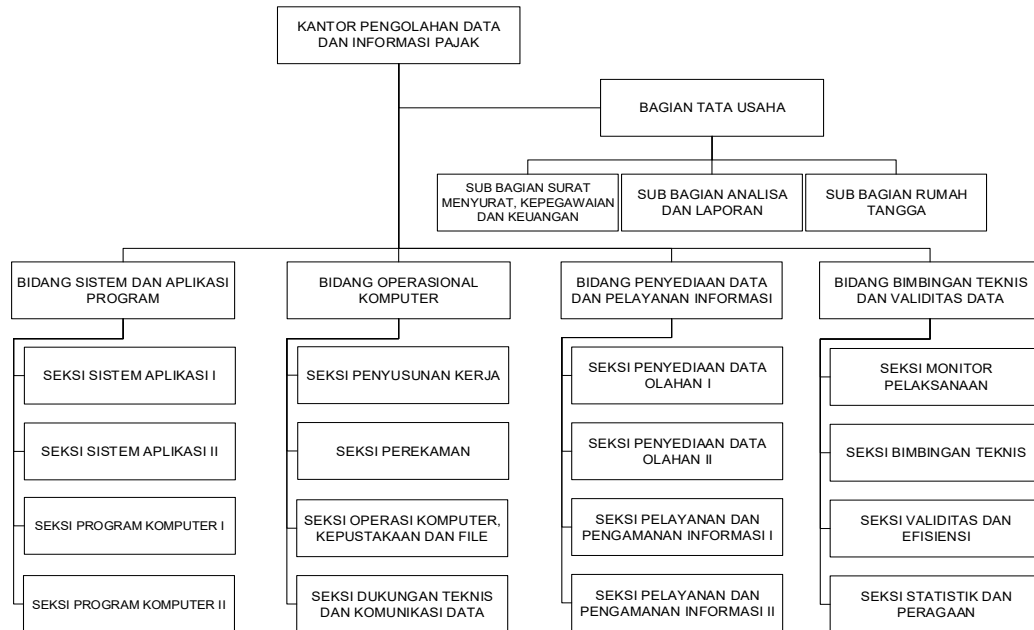 KANTOR PENGOLAHAN DATA
DAN INFORMASI PAJAK
BAGIAN TATA USAHA
SUB BAGIAN SURAT
MENYURAT, KEPEGAWAIAN
DAN KEUANGAN
SUB BAGIAN ANALISA
DAN LAPORAN
SUB BAGIAN RUMAH
TANGGA
BIDANG SISTEM DAN APLIKASI
PROGRAM
SEKSI SISTEM APLIKASI I
SEKSI SISTEM APLIKASI II
SEKSI PROGRAM KOMPUTER I
SEKSI PROGRAM KOMPUTER II
BIDANG OPERASIONAL
KOMPUTER
SEKSI PENYUSUNAN KERJA
SEKSI PEREKAMAN
SEKSI OPERASI KOMPUTER,
KEPUSTAKAAN DAN FILE
SEKSI DUKUNGAN TEKNIS
DAN KOMUNIKASI DATA
BIDANG PENYEDIAAN DATA
DAN PELAYANAN INFORMASI
SEKSI PENYEDIAAN DATA
OLAHAN I
SEKSI PENYEDIAAN DATA
OLAHAN II
SEKSI PELAYANAN DAN
PENGAMANAN INFORMASI I
SEKSI PELAYANAN DAN
PENGAMANAN INFORMASI II
BIDANG BIMBINGAN TEKNIS
DAN VALIDITAS DATA
SEKSI MONITOR
PELAKSANAAN
SEKSI BIMBINGAN TEKNIS
SEKSI VALIDITAS DAN
EFISIENSI
SEKSI STATISTIK DAN
PERAGAAN